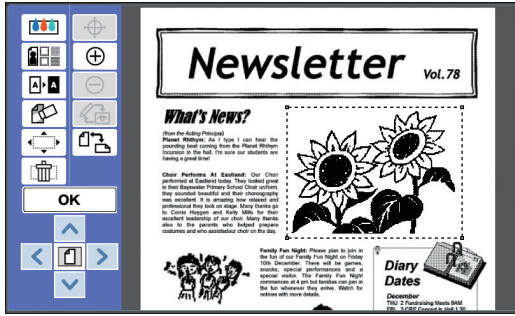 Newsletter Vol. 78
What's News?
(from the Acting Principal)
Planet Rhthym: As I type I can hear the
pounding beat coming from the Planet Rhthym
Incursion in the hall. I'm sure our students are
having a great time!
Choir Performs At Eastland: Our Choir
performed at Eastland today. They looked great
in their Bayswater Primary School Choir uniform,
they sounded beautiful and their choreography
was excellent. It is amazing how relaxed and
professional they look on stage. Many thanks go
to Corrie Huygen and Kelly Mills for their
excellent leadership of our choir. Many thanks
also to the parents who helped prepare
costumes and who assistedour choir on the day.
Family Fun Night: Please plan to join in
the fun of our Family Fun Night on Friday
10th December. There will be games,
snacks, special performances and a
special visitor. The Family Fun Night
commences at 4 pm but families can join in
the fun whenever they arrive. Watch for
notices with more details.
Diary
Dates
December
THU 2 Fundraising Meets 9AM
A A
OK